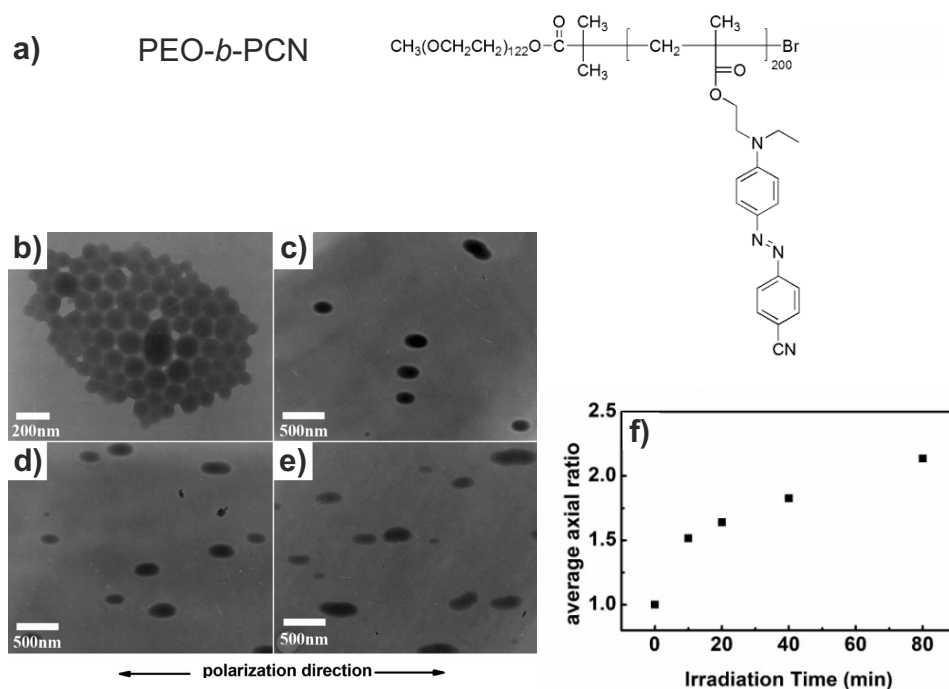 a) PEO-b-PCN
CH₃(OCH₂CH₂)₁₂₂O
O
CH₃
CH₃
CH₂
CH₃
Br
200
O
O
N
N
N
CN
b)
200nm
c)
500nm
d)
500nm
e)
500nm
polarization direction
f)
2.5
2.0
1.5
1.0
average axial ratio
0 20 40 60 80
Irradiation Time (min)